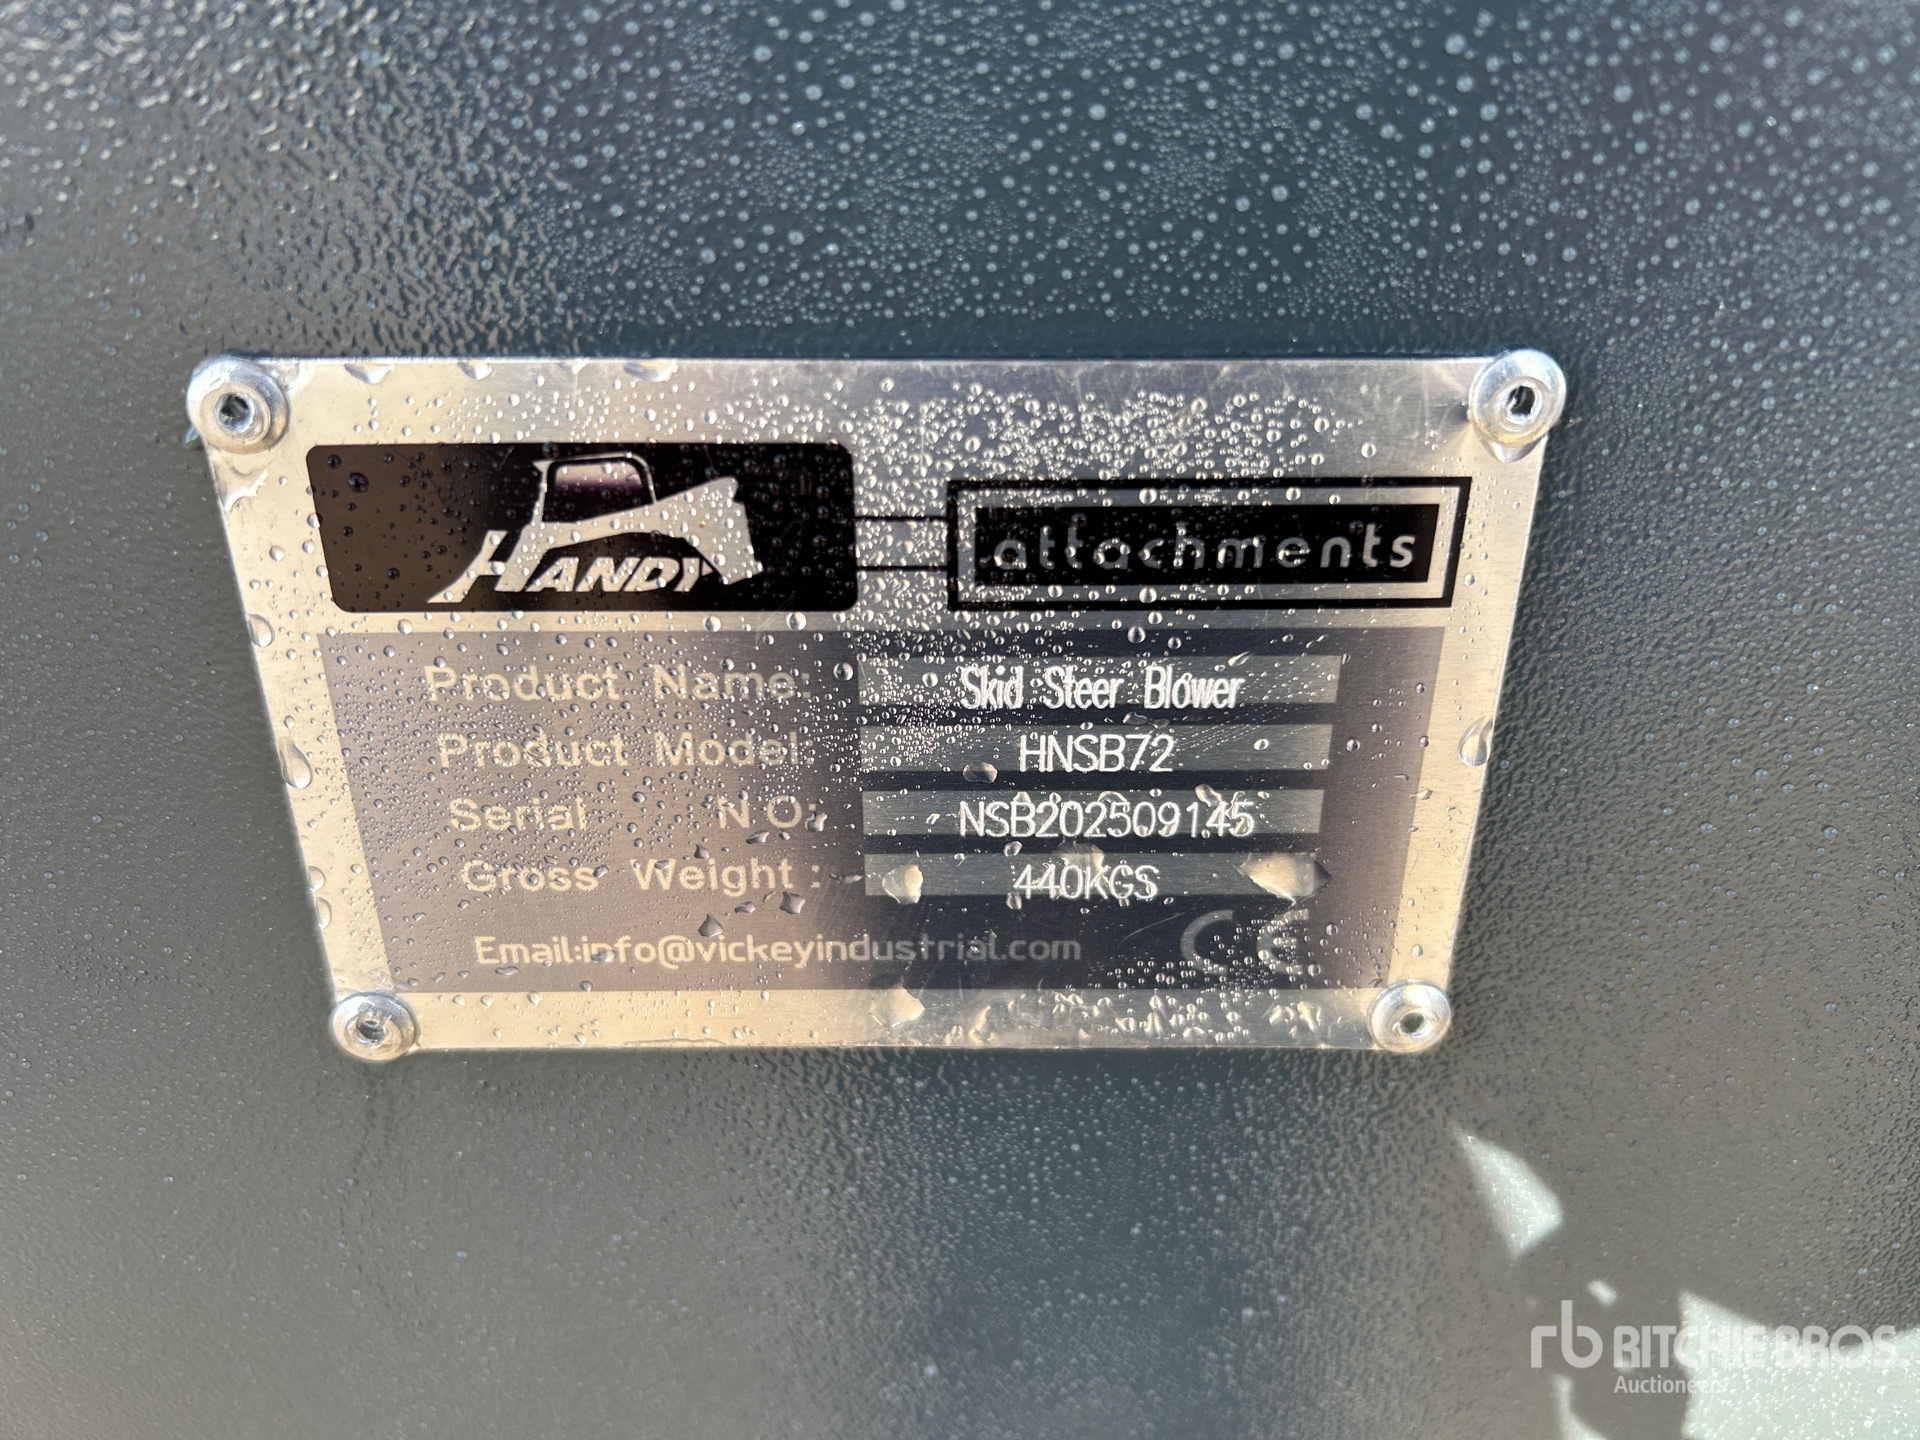 HANDY
attachments
Product Name: Skid Steer Blower
Product Model: HNSB72
Serial N.O: NSB202509145
Gross Weight: 440KGS
Email:info@vickeyindustrial.com
CE
rb RITCHIE BROS.
Auctioneers